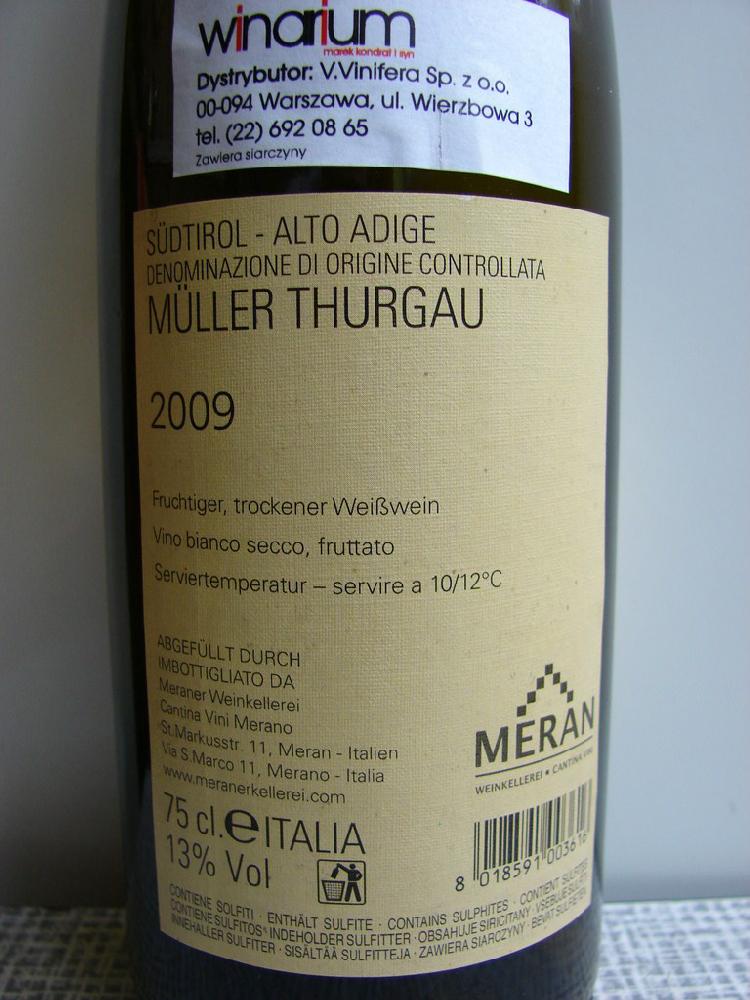 winarium
marek kondrat i syn
Dystrybutor: V.Vinifera Sp. z o.o.
00-094 Warszawa, ul. Wierzbowa 3
tel. (22) 692 08 65
Zawiera siarczyny
SÜDTIROL - ALTO ADIGE
DENOMINAZIONE DI ORIGINE CONTROLLATA
MÜLLER THURGAU
2009
Fruchtiger, trockener Weißwein
Vino bianco secco, fruttato
Serviertemperatur – servire a 10/12°C
ABGEFÜLLT DURCH
IMBOTTIGLIATO DA
Meraner Weinkellerei
Cantina Vini Merano
St.Markusstr. 11, Meran - Italien
Via S.Marco 11, Merano - Italia
www.meranerkellerei.com
75 cl. e ITALIA
13% Vol
MERAN
WEINKELLEREI • CANTINA VINI
8 018591 003616
CONTIENE SOLFITI · ENTHÄLT SULFITE · CONTAINS SULPHITES · CONTIENT SULFITES
CONTIENE SULFITOS · INDEHOLDER SULFITTER · OBSAHUJE SIRICITANY ·
INNEHALLER SULFITER · SISÄLTÄÄ SULFITTEJA · ZAWIERA SIARCZYNY · BEVAT SULFIETEN